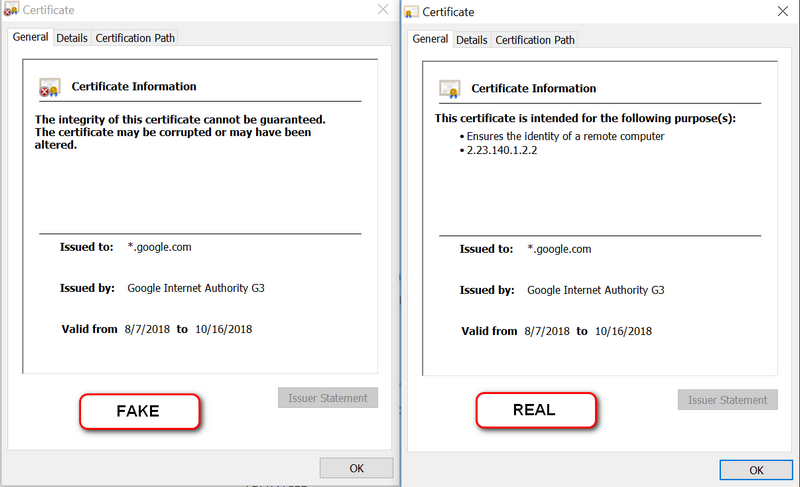 Certificate
General Details Certification Path
Certificate Information
The integrity of this certificate cannot be guaranteed.
The certificate may be corrupted or may have been
altered.
Issued to: *.google.com
Issued by: Google Internet Authority G3
Valid from 8/7/2018 to 10/16/2018
Issuer Statement
FAKE
OK
Certificate
General Details Certification Path
Certificate Information
This certificate is intended for the following purpose(s):
• Ensures the identity of a remote computer
• 2.23.140.1.2.2
Issued to: *.google.com
Issued by: Google Internet Authority G3
Valid from 8/7/2018 to 10/16/2018
Issuer Statement
REAL
OK